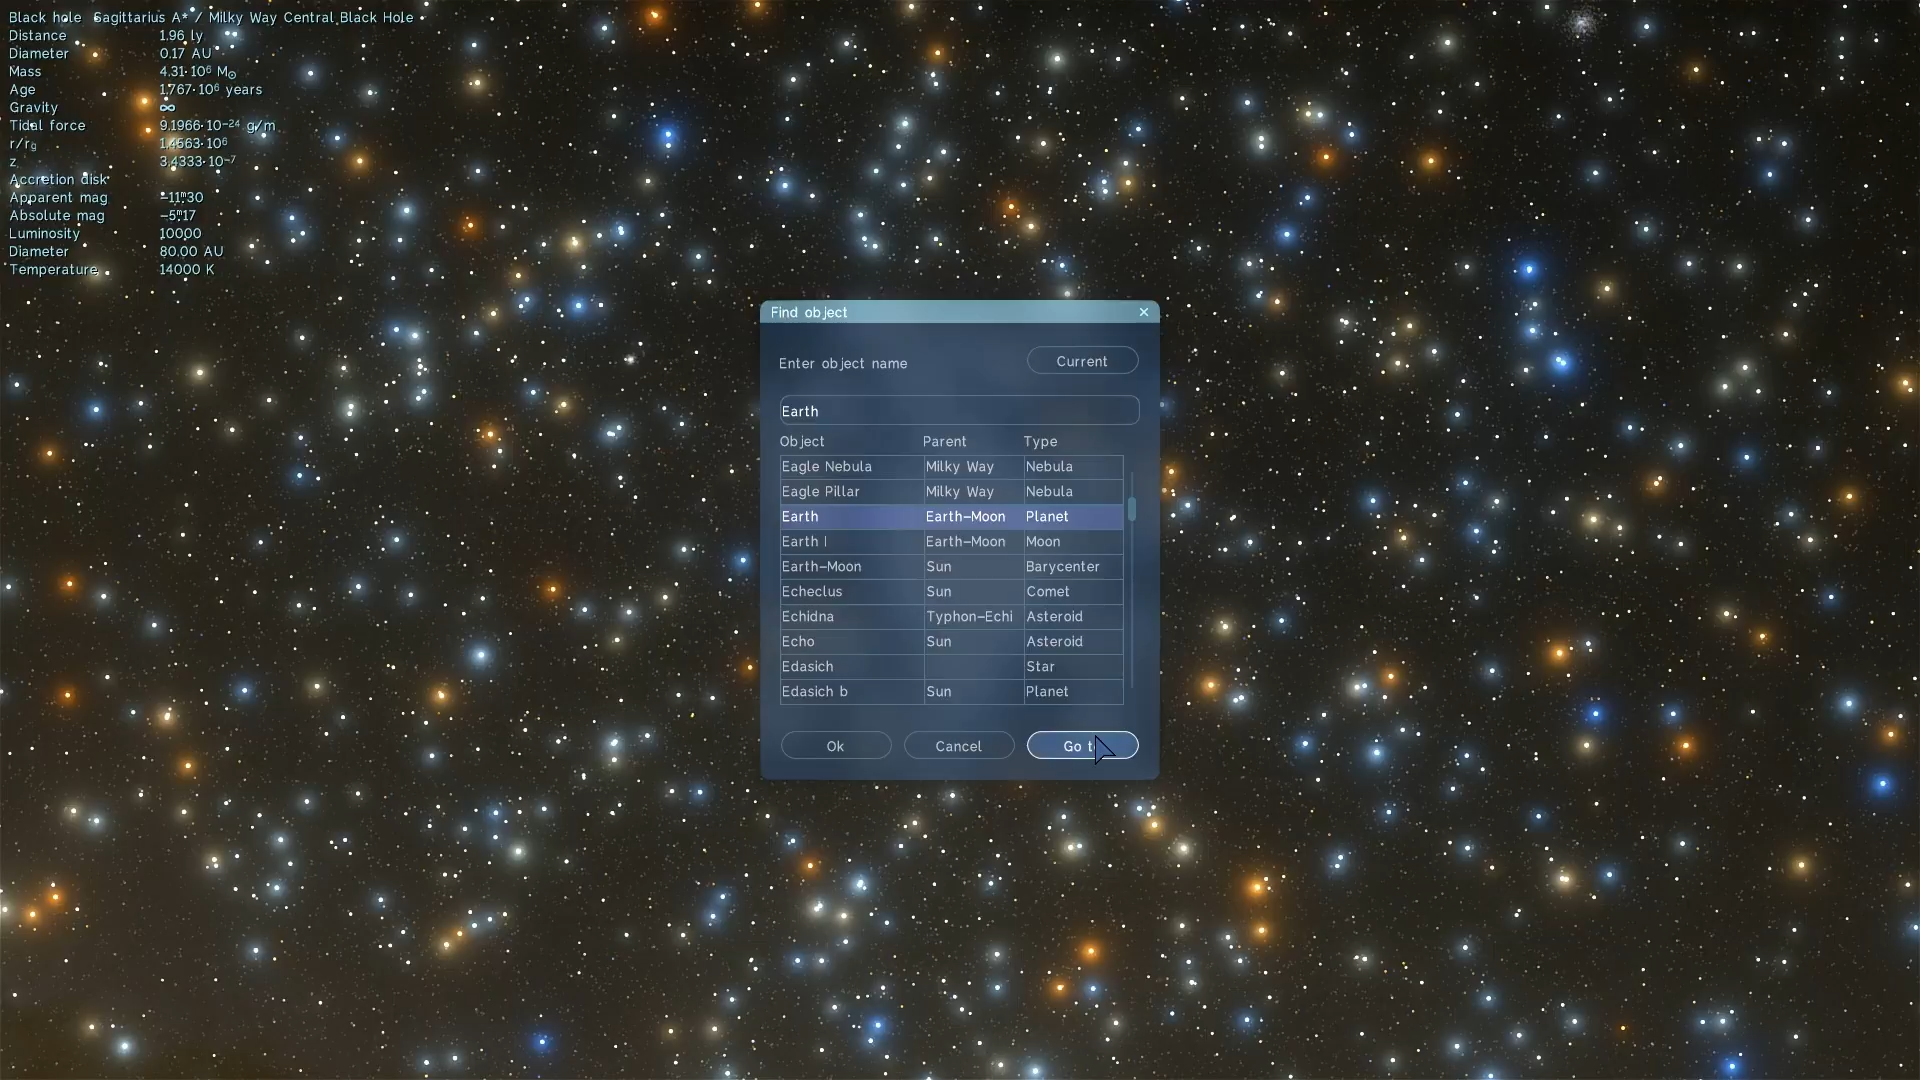 Black hole Sagittarius A* / Milky Way Central Black Hole
Distance 1.96 ly
Diameter 0.17 AU
Mass 4.31·10⁶ M☉
Age 1.767·10⁶ years
Gravity ∞
Tidal force 9.1966·10⁻²⁴ g/m
r/rg 1.4563·10⁶
z 3.4333·10⁻⁷
Accretion disk
Apparent mag −11ᵐ30
Absolute mag −5ᵐ17
Luminosity 10000
Diameter 80.00 AU
Temperature 14000 K
Find object ×
Enter object name Current
Earth
Object Parent Type
Eagle Nebula Milky Way Nebula
Eagle Pillar Milky Way Nebula
Earth Earth–Moon Planet
Earth I Earth–Moon Moon
Earth–Moon Sun Barycenter
Echeclus Sun Comet
Echidna Typhon–Echi Asteroid
Echo Sun Asteroid
Edasich Star
Edasich b Sun Planet
Ok Cancel Go t